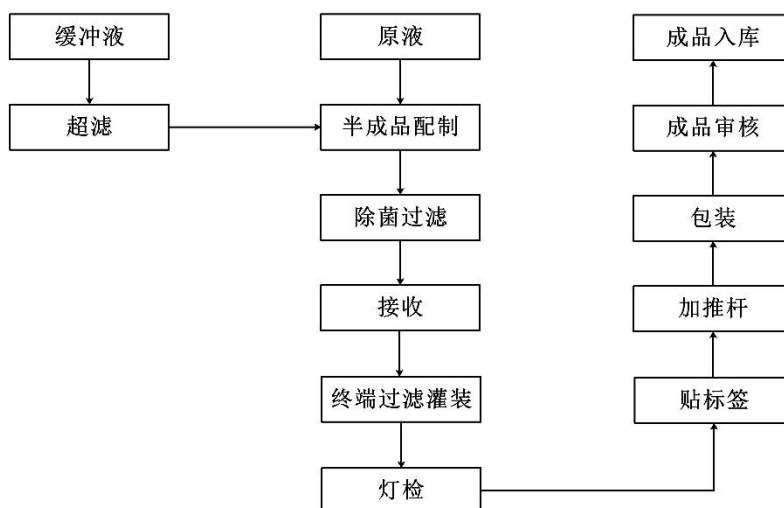 缓冲液
超滤
原液
半成品配制
除菌过滤
接收
终端过滤灌装
灯检
贴标签
加推杆
包装
成品审核
成品入库